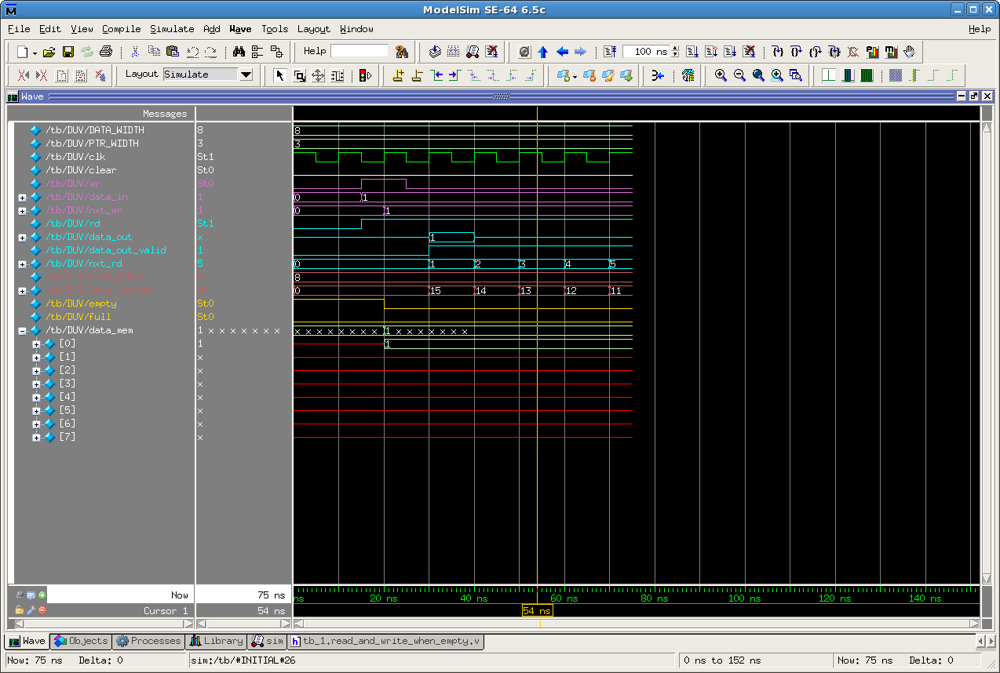 ModelSim SE-64 6.5c
File Edit View Compile Simulate Add Wave Tools Layout Window Help
Help 100 ns
Layout Simulate
Wave
Messages
/tb/DUV/DATA_WIDTH 8 8
/tb/DUV/PTR_WIDTH 3 3
/tb/DUV/clk St1
/tb/DUV/clear St0
/tb/DUV/wr St0
/tb/DUV/data_in 1 0 1
/tb/DUV/nxt_wr 1 0 1
/tb/DUV/rd St1
/tb/DUV/data_out x 1
/tb/DUV/data_out_valid 1
/tb/DUV/nxt_rd 5 0 1 2 3 4 5
8
0 15 14 13 12 11
/tb/DUV/empty St0
/tb/DUV/full St0
/tb/DUV/data_mem 1 x x x x x x x x x x x x x x x 1 x x x x x x x
[0] 1 1
[1] x
[2] x
[3] x
[4] x
[5] x
[6] x
[7] x
Now 75 ns ns 20 ns 40 ns 60 ns 80 ns 100 ns 120 ns 140 ns
Cursor 1 54 ns 54 ns
Wave Objects Processes Library sim tb_1.read_and_write_when_empty.v
Now: 75 ns Delta: 0 sim:/tb/#INITIAL#26 0 ns to 152 ns Now: 75 ns Delta: 0